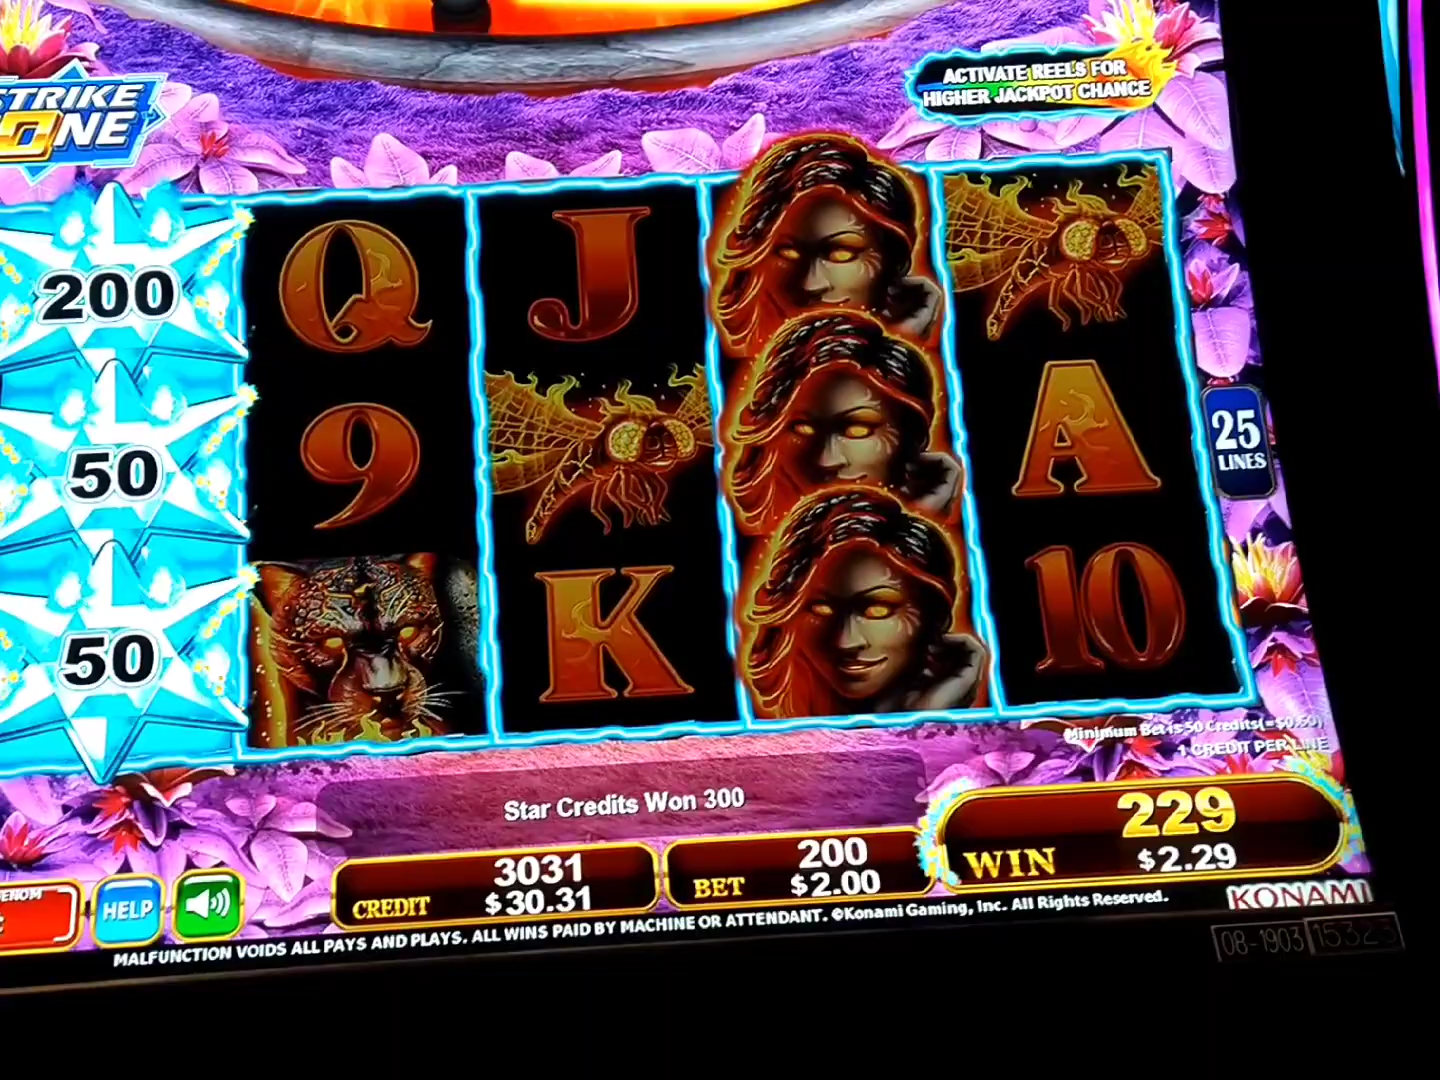 STRIKE
ZONE
ACTIVATE REELS FOR
HIGHER JACKPOT CHANCE
200
Q
J
50
9
A
25
LINES
50
K
10
Minimum Bet is 50 Credits(=$0.50)
1 CREDIT PER LINE
Star Credits Won 300
3031
CREDIT
$30.31
200
BET
$2.00
229
WIN
$2.29
HELP
KONAMI
MALFUNCTION VOIDS ALL PAYS AND PLAYS. ALL WINS PAID BY MACHINE OR ATTENDANT. ©Konami Gaming, Inc. All Rights Reserved.
08-1903
15323